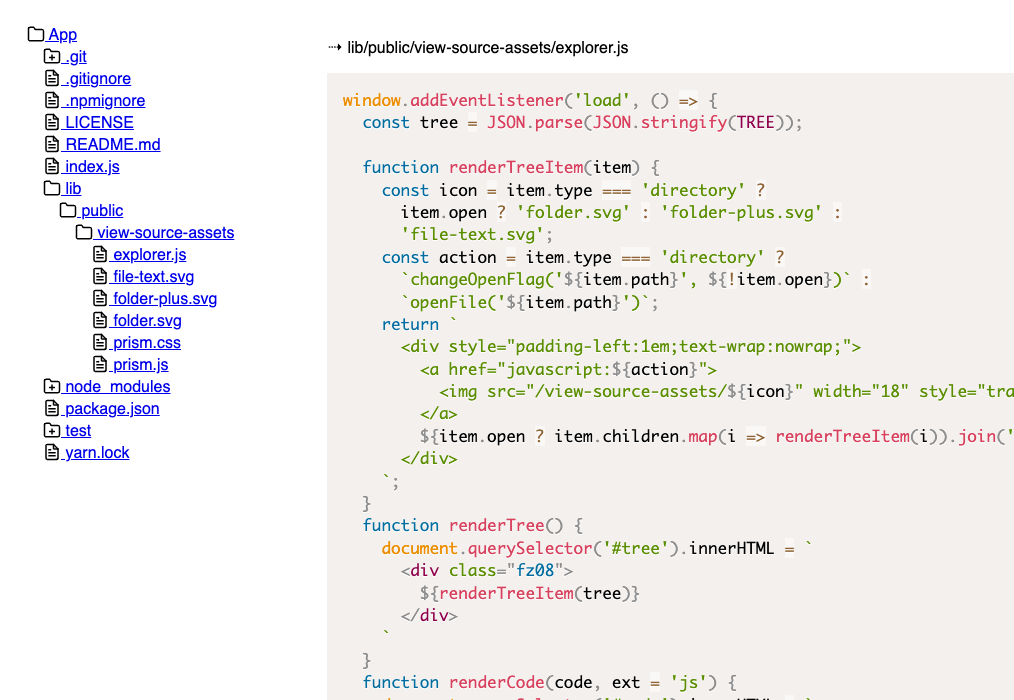 App
.git
.gitignore
.npmignore
LICENSE
README.md
index.js
lib
public
view-source-assets
explorer.js
file-text.svg
folder-plus.svg
folder.svg
prism.css
prism.js
node_modules
package.json
test
yarn.lock
⤑ lib/public/view-source-assets/explorer.js
window.addEventListener('load', () => {
  const tree = JSON.parse(JSON.stringify(TREE));

  function renderTreeItem(item) {
    const icon = item.type === 'directory' ?
      item.open ? 'folder.svg' : 'folder-plus.svg' :
      'file-text.svg';
    const action = item.type === 'directory' ?
      `changeOpenFlag('${item.path}', ${!item.open})` :
      `openFile('${item.path}')`;
    return `
      <div style="padding-left:1em;text-wrap:nowrap;">
        <a href="javascript:${action}">
          <img src="/view-source-assets/${icon}" width="18" style="tra
        </a>
        ${item.open ? item.children.map(i => renderTreeItem(i)).join('
      </div>
    `;
  }
  function renderTree() {
    document.querySelector('#tree').innerHTML = `
      <div class="fz08">
        ${renderTreeItem(tree)}
      </div>
    `
  }
  function renderCode(code, ext = 'js') {